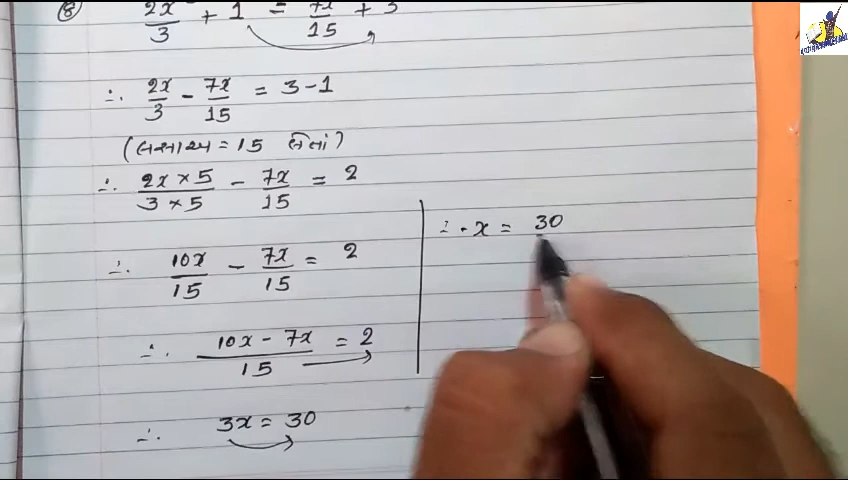 ⑧ 2x/3 + 1 = 7x/15 + 3
∴ 2x/3 - 7x/15 = 3-1
(લસાઅ = 15 લેતાં)
∴ 2x × 5/3 × 5 - 7x/15 = 2
∴ 10x/15 - 7x/15 = 2
∴ 10x - 7x/15 = 2
∴ 3x = 30
∴ x = 30